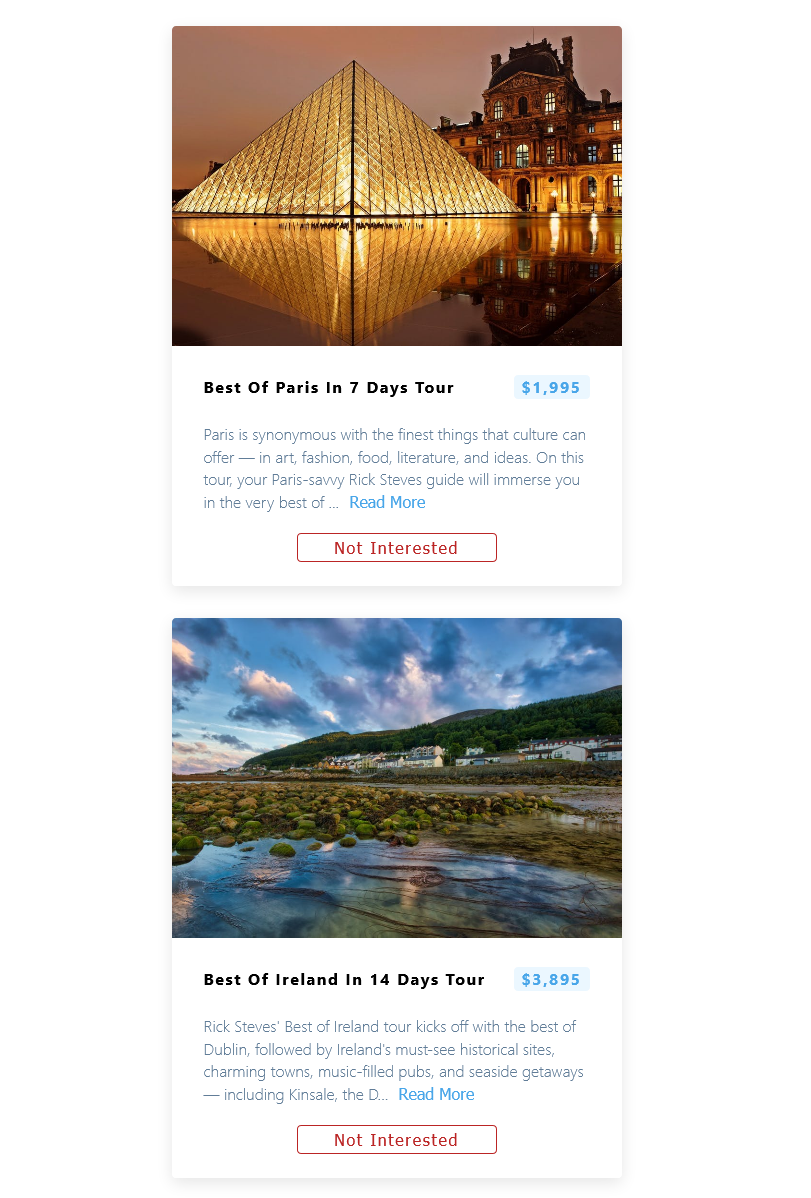 Best Of Paris In 7 Days Tour $1,995
Paris is synonymous with the finest things that culture can
offer — in art, fashion, food, literature, and ideas. On this
tour, your Paris-savvy Rick Steves guide will immerse you
in the very best of ... Read More
Not Interested
Best Of Ireland In 14 Days Tour $3,895
Rick Steves' Best of Ireland tour kicks off with the best of
Dublin, followed by Ireland's must-see historical sites,
charming towns, music-filled pubs, and seaside getaways
— including Kinsale, the D... Read More
Not Interested